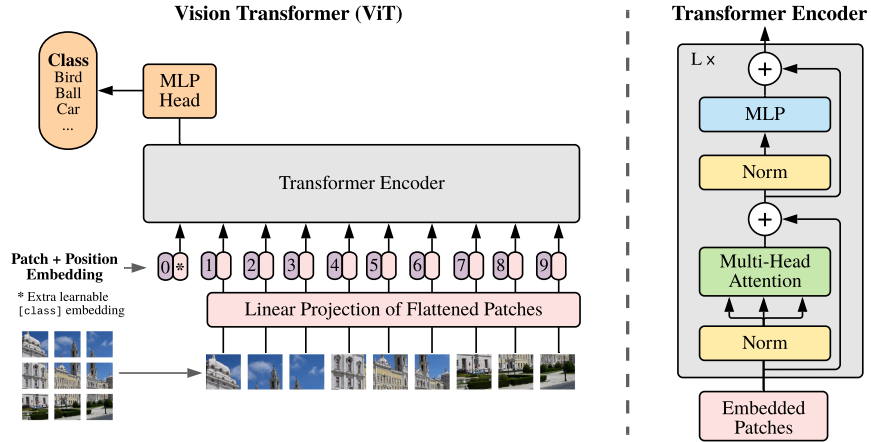 Vision Transformer (ViT)
Class
Bird
Ball
Car
...
MLP
Head
Transformer Encoder
Patch + Position
Embedding
0 * 1 2 3 4 5 6 7 8 9
* Extra learnable
[class] embedding
Linear Projection of Flattened Patches
Transformer Encoder
L x
+
MLP
Norm
+
Multi-Head
Attention
Norm
Embedded
Patches